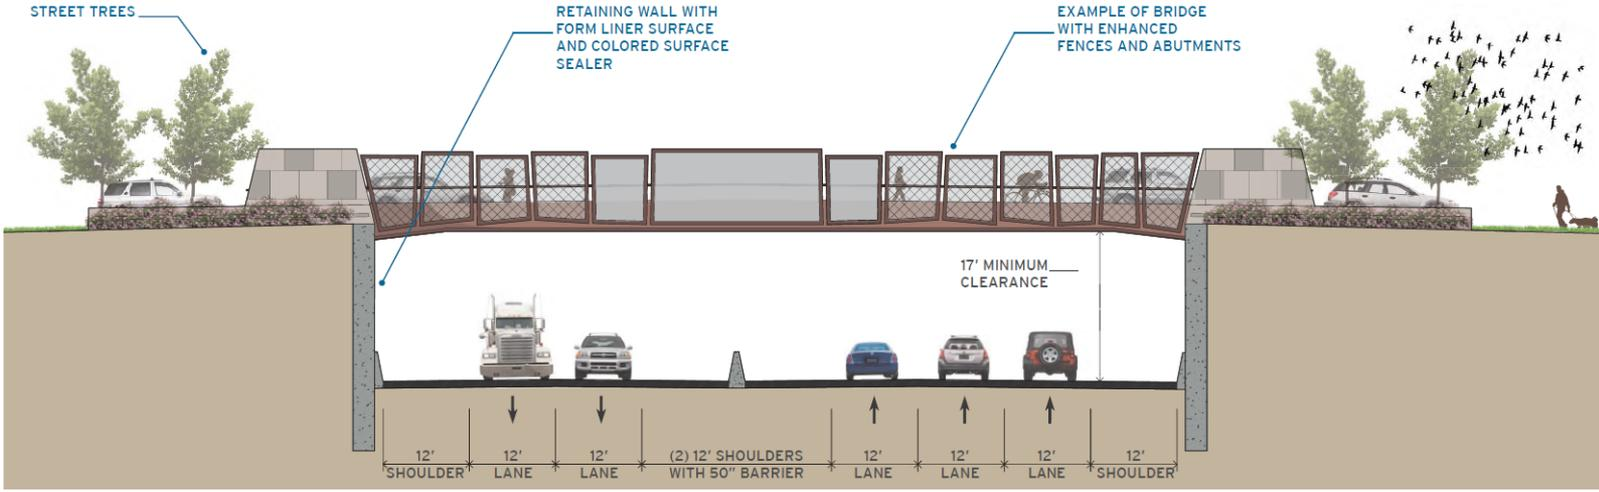 STREET TREES
RETAINING WALL WITH
FORM LINER SURFACE
AND COLORED SURFACE
SEALER
EXAMPLE OF BRIDGE
WITH ENHANCED
FENCES AND ABUTMENTS
17' MINIMUM
CLEARANCE
12'
SHOULDER
12'
LANE
12'
LANE
(2) 12' SHOULDERS
WITH 50" BARRIER
12'
LANE
12'
LANE
12'
LANE
12'
SHOULDER